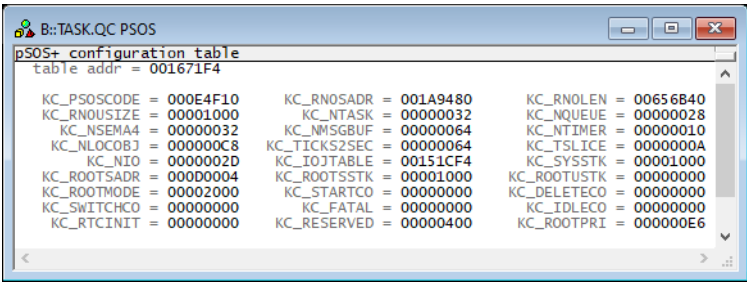 B::TASK.QC PSOS
pSOS+ configuration table
table addr = 001671F4
KC_PSOSCODE = 000E4F10 KC_RN0SADR = 001A9480 KC_RN0LEN = 00656B40
KC_RN0USIZE = 00001000 KC_NTASK = 00000032 KC_NQUEUE = 00000028
KC_NSEMA4 = 00000032 KC_NMSGBUF = 00000064 KC_NTIMER = 00000010
KC_NLOCOBJ = 000000C8 KC_TICKS2SEC = 00000064 KC_TSLICE = 0000000A
KC_NIO = 0000002D KC_IOJTABLE = 00151CF4 KC_SYSSTK = 00001000
KC_ROOTSADR = 000D0004 KC_ROOTSSTK = 00001000 KC_ROOTUSTK = 00000000
KC_ROOTMODE = 00002000 KC_STARTCO = 00000000 KC_DELETECO = 00000000
KC_SWITCHCO = 00000000 KC_FATAL = 00000000 KC_IDLECO = 00000000
KC_RTCINIT = 00000000 KC_RESERVED = 00000400 KC_ROOTPRI = 000000E6